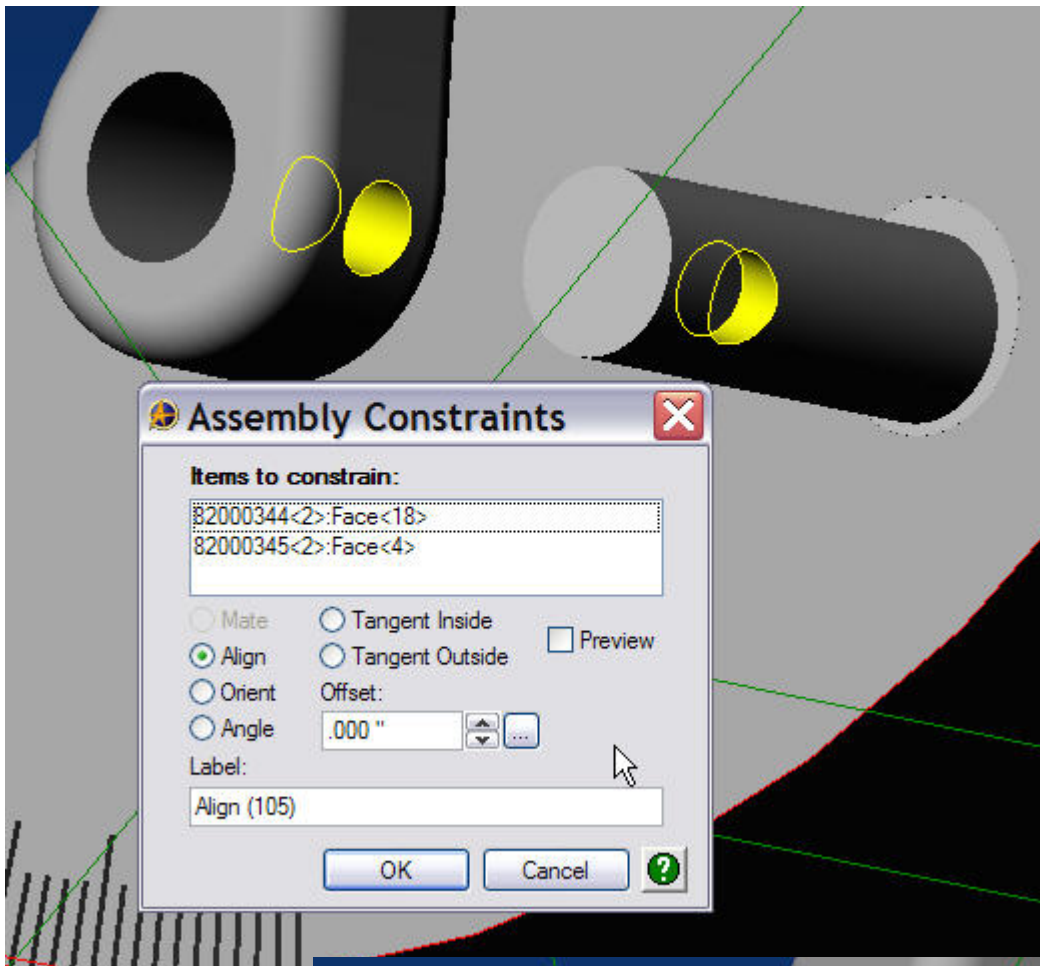 Assembly Constraints
Items to constrain:
82000344<2>:Face<18>
82000345<2>:Face<4>
Mate
Tangent Inside
Preview
Align
Tangent Outside
Orient
Offset:
Angle
.000 "
...
Label:
Align (105)
OK
Cancel
?